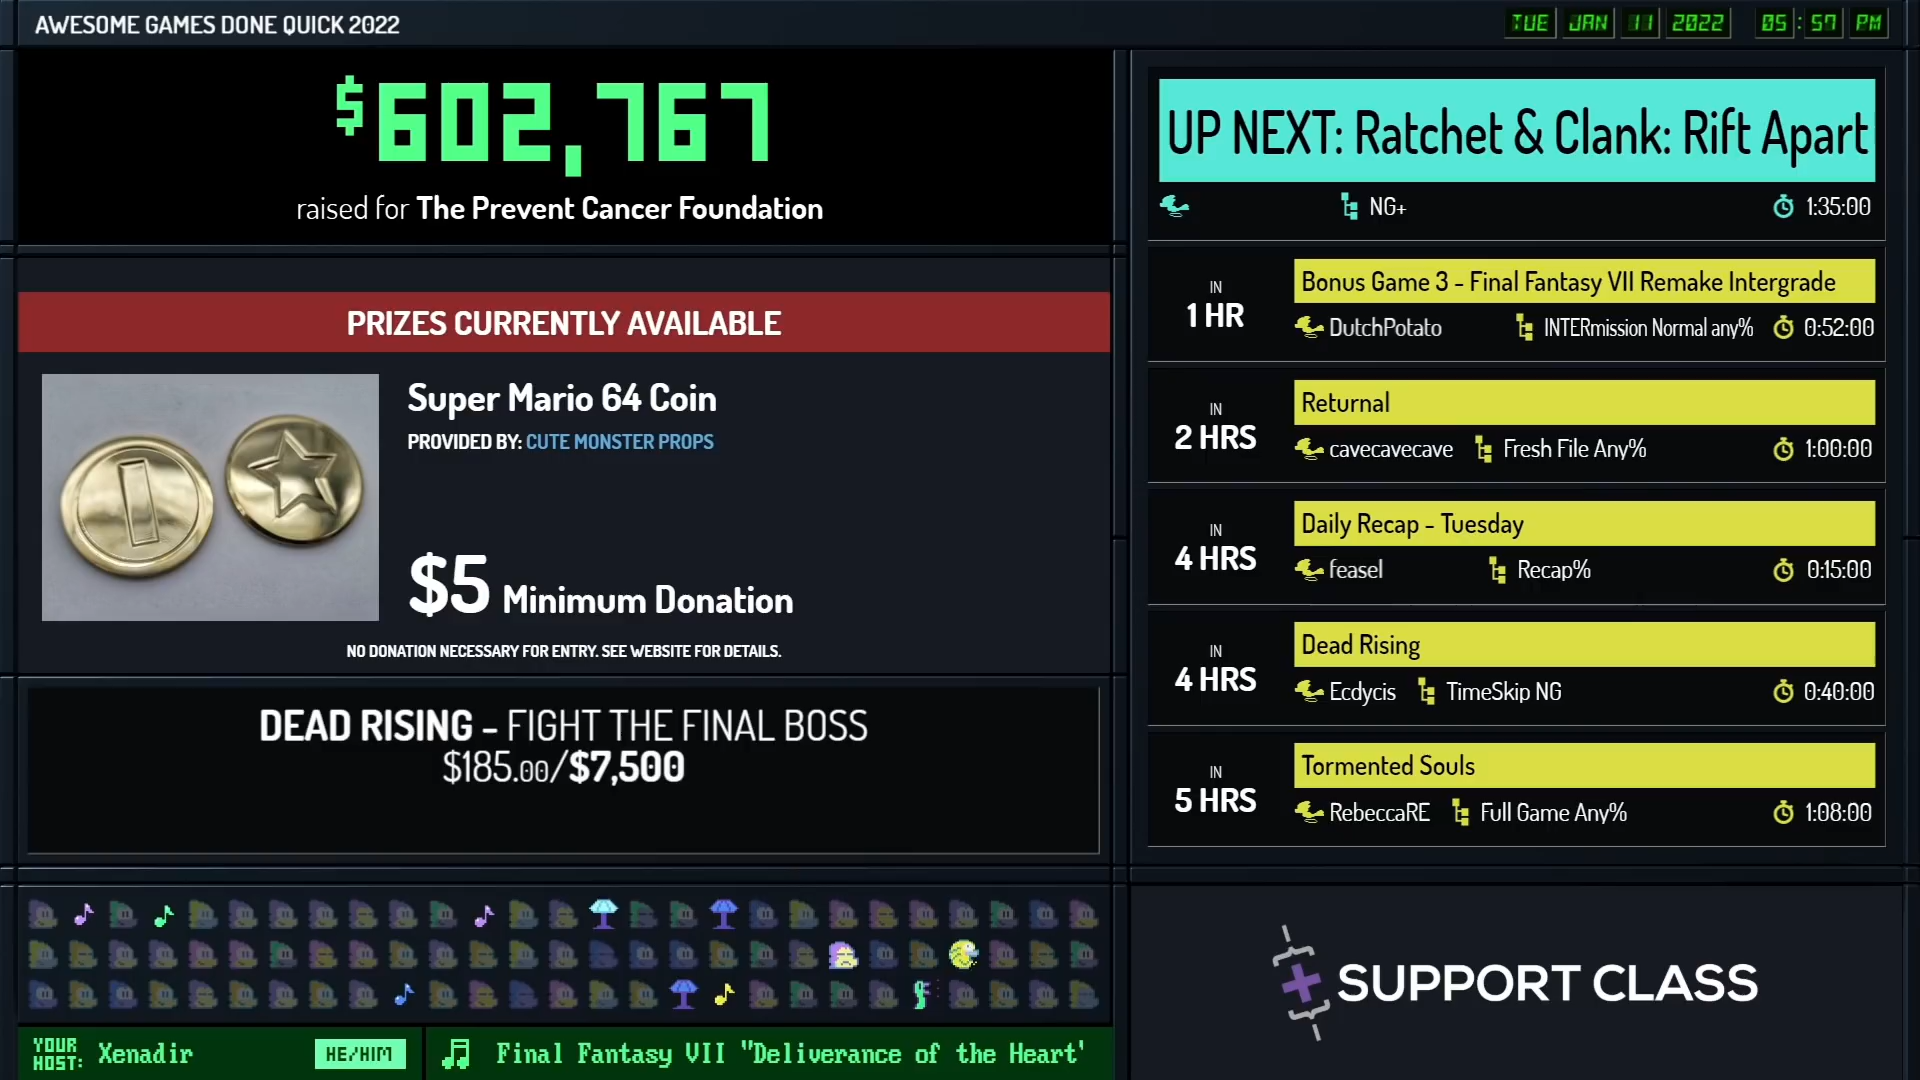 AWESOME GAMES DONE QUICK 2022
TUE JAN 11 2022 05:57 PM
$602,767
raised for The Prevent Cancer Foundation
PRIZES CURRENTLY AVAILABLE
Super Mario 64 Coin
PROVIDED BY: CUTE MONSTER PROPS
$5 Minimum Donation
NO DONATION NECESSARY FOR ENTRY. SEE WEBSITE FOR DETAILS.
DEAD RISING - FIGHT THE FINAL BOSS
$185.00/$7,500
UP NEXT: Ratchet & Clank: Rift Apart
NG+ 1:35:00
IN 1 HR
Bonus Game 3 - Final Fantasy VII Remake Intergrade
DutchPotato INTERmission Normal any% 0:52:00
IN 2 HRS
Returnal
cavecavecave Fresh File Any% 1:00:00
IN 4 HRS
Daily Recap - Tuesday
feasel Recap% 0:15:00
IN 4 HRS
Dead Rising
Ecdycis TimeSkip NG 0:40:00
IN 5 HRS
Tormented Souls
RebeccaRE Full Game Any% 1:08:00
YOUR HOST: Xenadir HE/HIM
Final Fantasy VII "Deliverance of the Heart'
SUPPORT CLASS